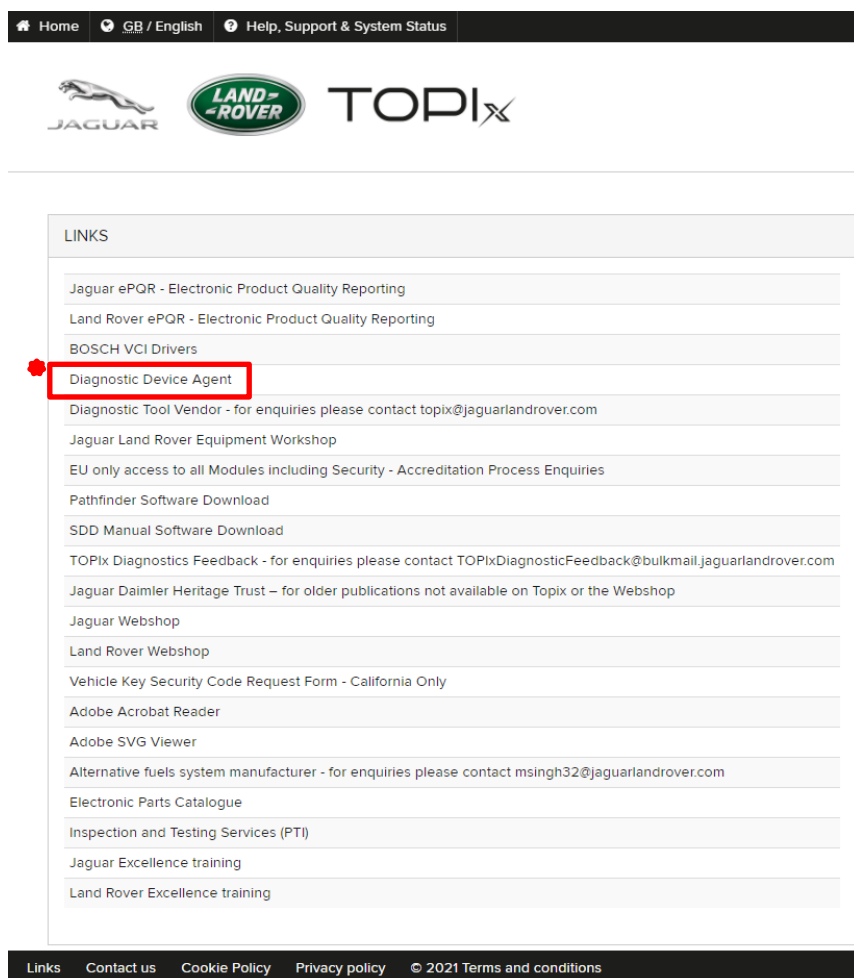 Home GB / English Help, Support & System Status
JAGUAR LAND-ROVER TOPIx
LINKS
Jaguar ePQR - Electronic Product Quality Reporting
Land Rover ePQR - Electronic Product Quality Reporting
BOSCH VCI Drivers
Diagnostic Device Agent
Diagnostic Tool Vendor - for enquiries please contact topix@jaguarlandrover.com
Jaguar Land Rover Equipment Workshop
EU only access to all Modules including Security - Accreditation Process Enquiries
Pathfinder Software Download
SDD Manual Software Download
TOPIx Diagnostics Feedback - for enquiries please contact TOPIxDiagnosticFeedback@bulkmail.jaguarlandrover.com
Jaguar Daimler Heritage Trust – for older publications not available on Topix or the Webshop
Jaguar Webshop
Land Rover Webshop
Vehicle Key Security Code Request Form - California Only
Adobe Acrobat Reader
Adobe SVG Viewer
Alternative fuels system manufacturer - for enquiries please contact msingh32@jaguarlandrover.com
Electronic Parts Catalogue
Inspection and Testing Services (PTI)
Jaguar Excellence training
Land Rover Excellence training
Links Contact us Cookie Policy Privacy policy © 2021 Terms and conditions